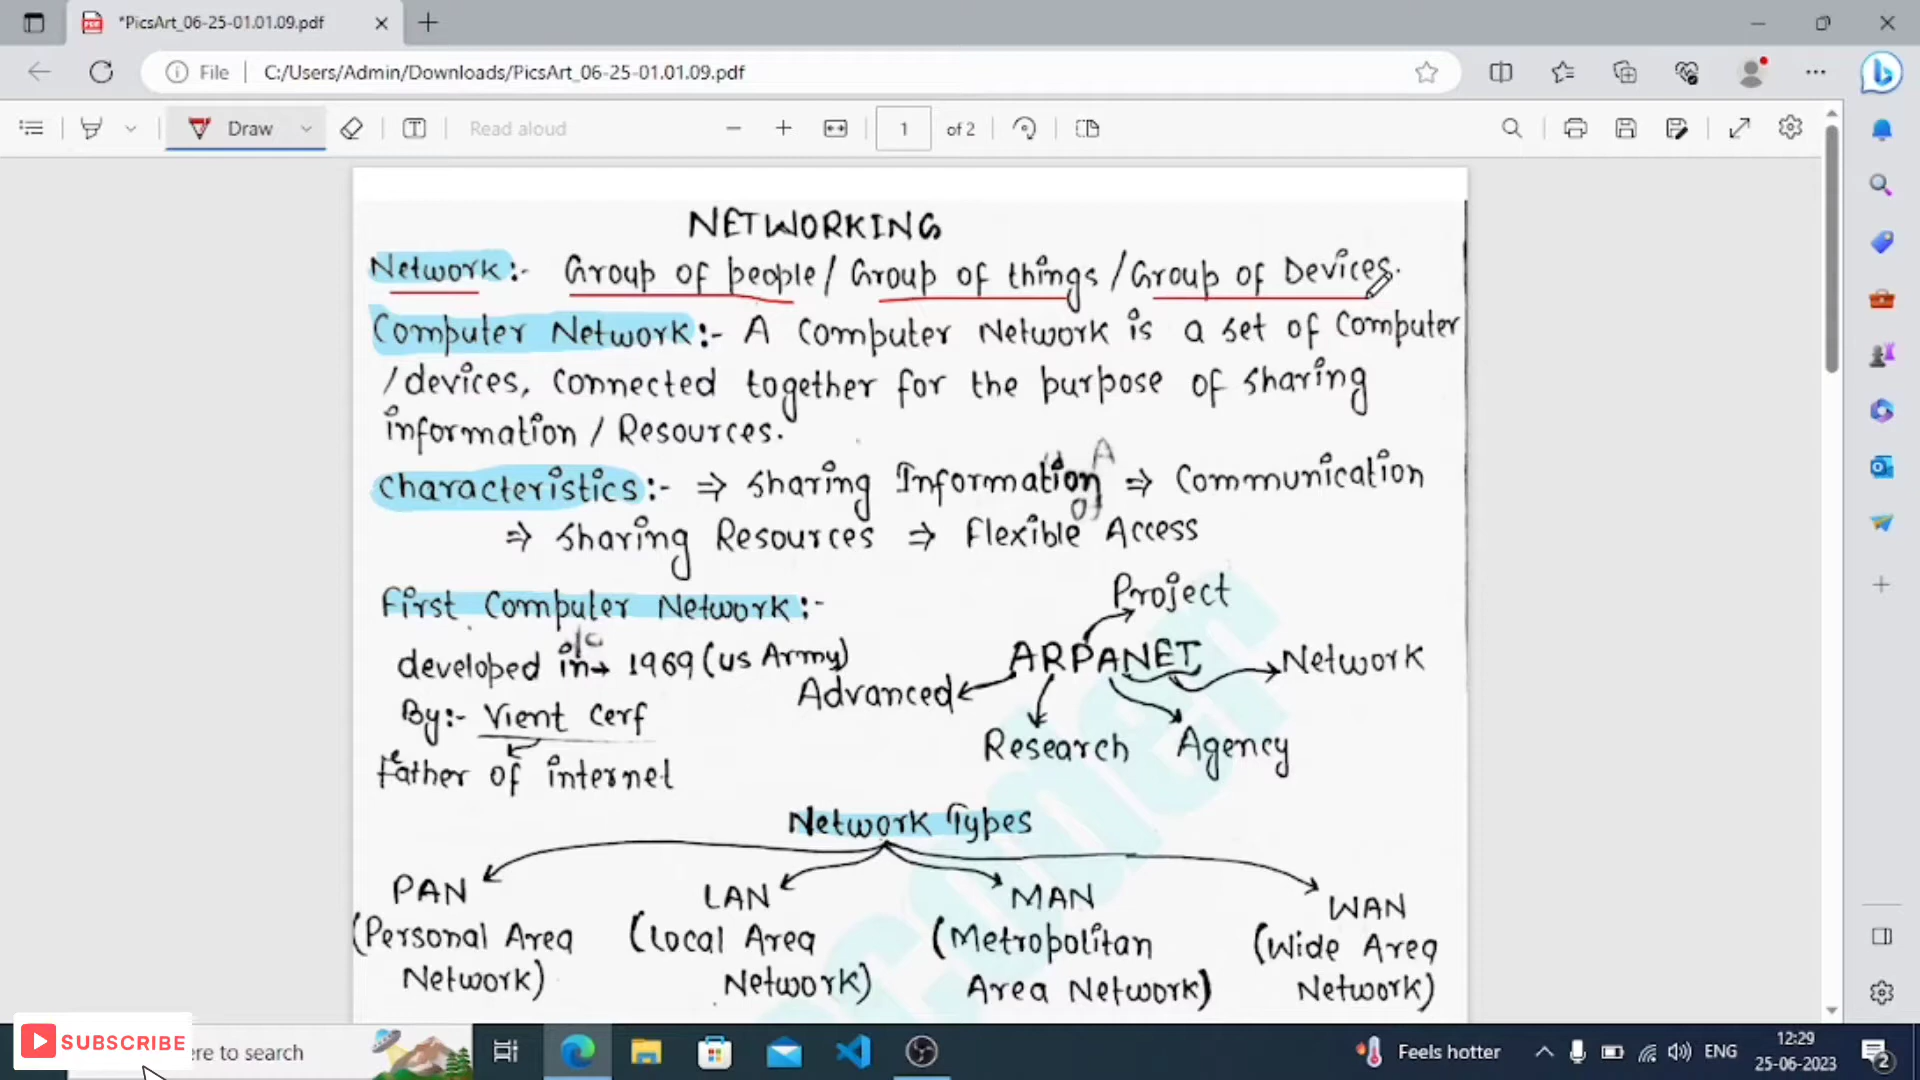 *PicsArt_06-25-01.01.09.pdf
File
C:/Users/Admin/Downloads/PicsArt_06-25-01.01.09.pdf
Draw
Read aloud
1 of 2
NETWORKING
Network:- Group of people/ Group of things /Group of Devices.
Computer Network:- A Computer Network is a set of Computer
/devices, connected together for the purpose of sharing
information / Resources.
Characteristics:- ⇒ Sharing Information ⇒ Communication
⇒ Sharing Resources ⇒ Flexible Access
First Computer Network:-
Project
developed in→ 1969 (US Army)
ARPANET
Network
Advanced
By:- Vient Cerf
Research
Agency
Father of internet
Network Types
PAN
LAN
MAN
WAN
(Personal Area
(Local Area
(Metropolitan
(Wide Area
Network)
Network)
Area Network)
Network)
SUBSCRIBE
ere to search
Feels hotter
ENG
12:29
25-06-2023
2